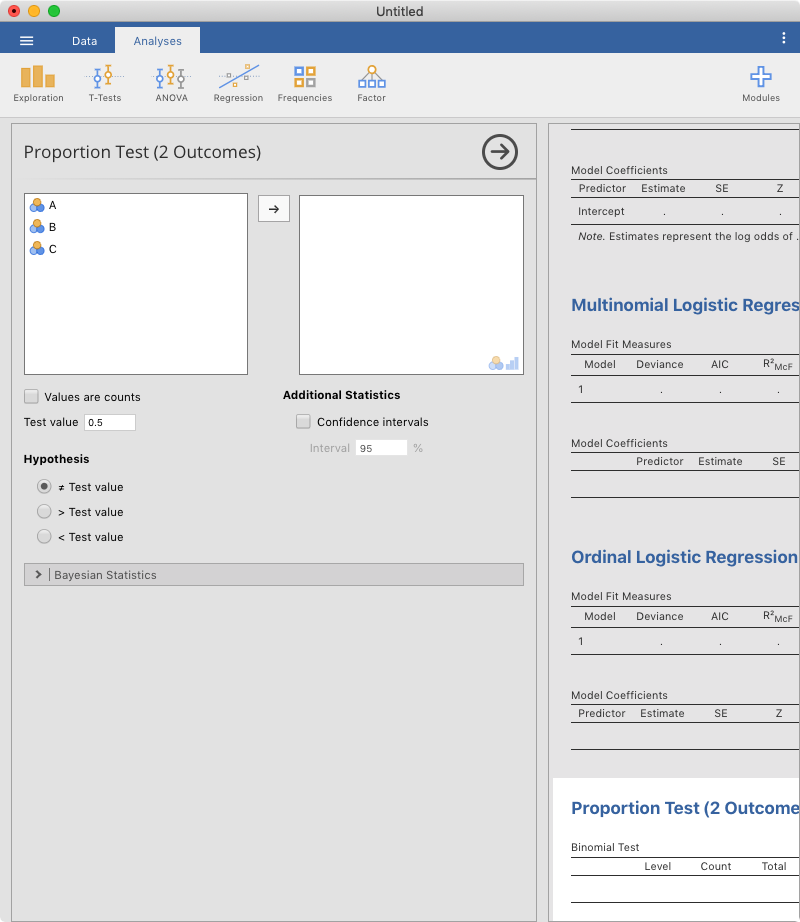 Untitled
Data
Analyses
Exploration
T-Tests
ANOVA
Regression
Frequencies
Factor
Modules
Proportion Test (2 Outcomes)
A
B
C
Values are counts
Test value 0.5
Hypothesis
≠ Test value
> Test value
< Test value
Additional Statistics
Confidence intervals
Interval 95 %
Bayesian Statistics
Model Coefficients
Predictor Estimate SE Z
Intercept . . .
Note. Estimates represent the log odds of .
Multinomial Logistic Regres
Model Fit Measures
Model Deviance AIC R²McF
1 . . .
Model Coefficients
Predictor Estimate SE
Ordinal Logistic Regression
Model Fit Measures
Model Deviance AIC R²McF
1 . . .
Model Coefficients
Predictor Estimate SE Z
Proportion Test (2 Outcome
Binomial Test
Level Count Total